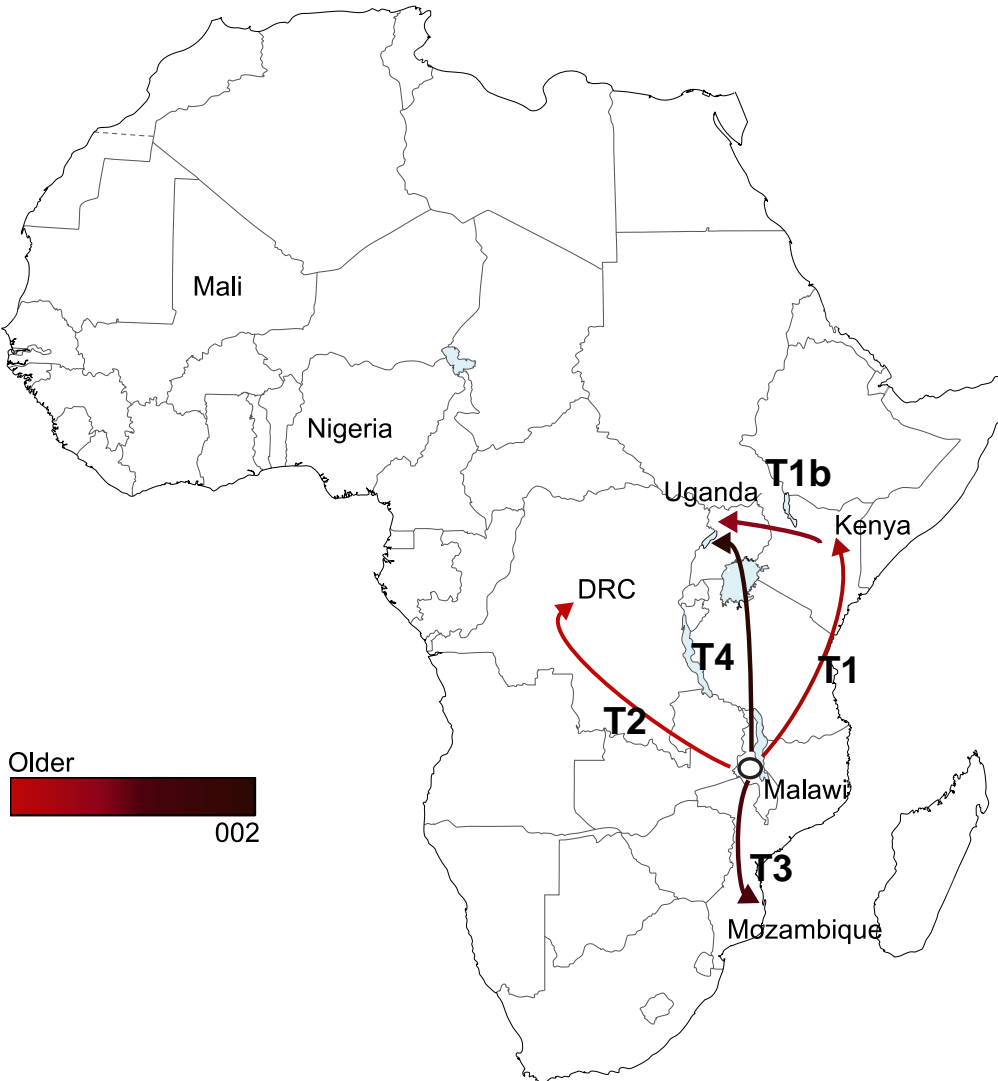 Mali
Nigeria
T1b
Uganda
Kenya
DRC
T4
T1
T2
Older
002
Malawi
T3
Mozambique